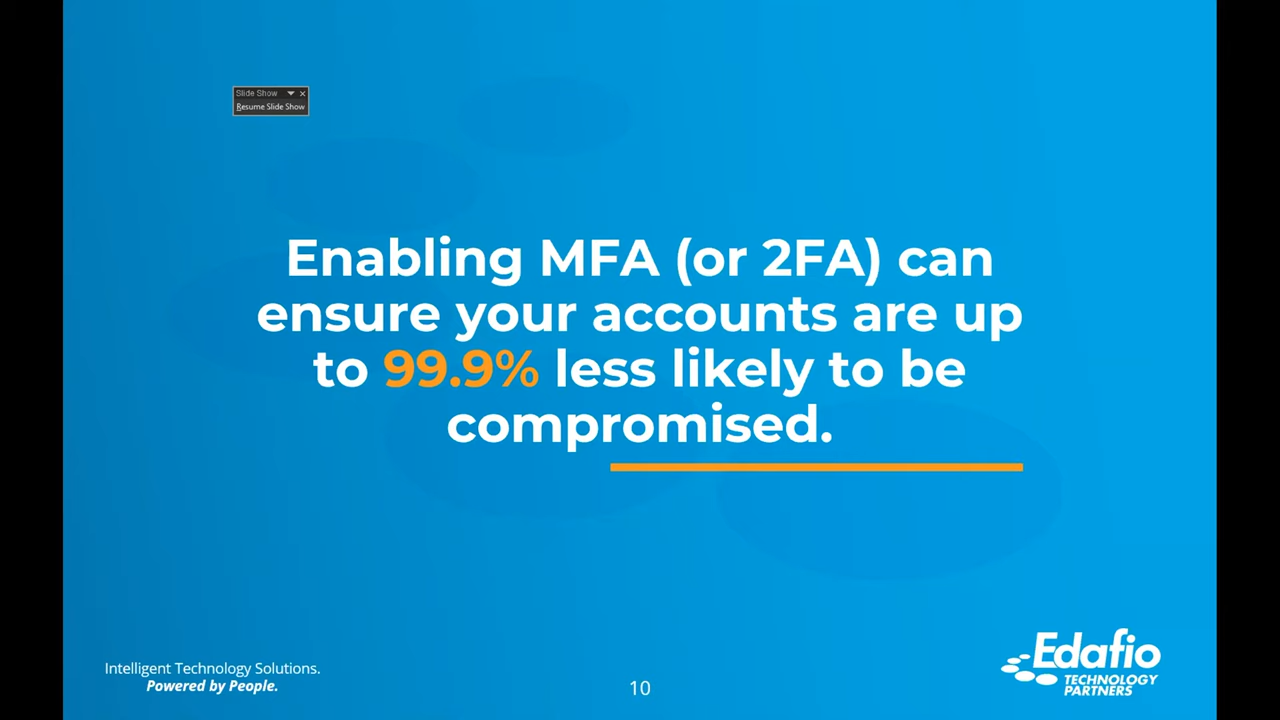 Slide Show
Resume Slide Show
Enabling MFA (or 2FA) can
ensure your accounts are up
to 99.9% less likely to be
compromised.
Intelligent Technology Solutions.
Powered by People.
10
Edafio
TECHNOLOGY
PARTNERS